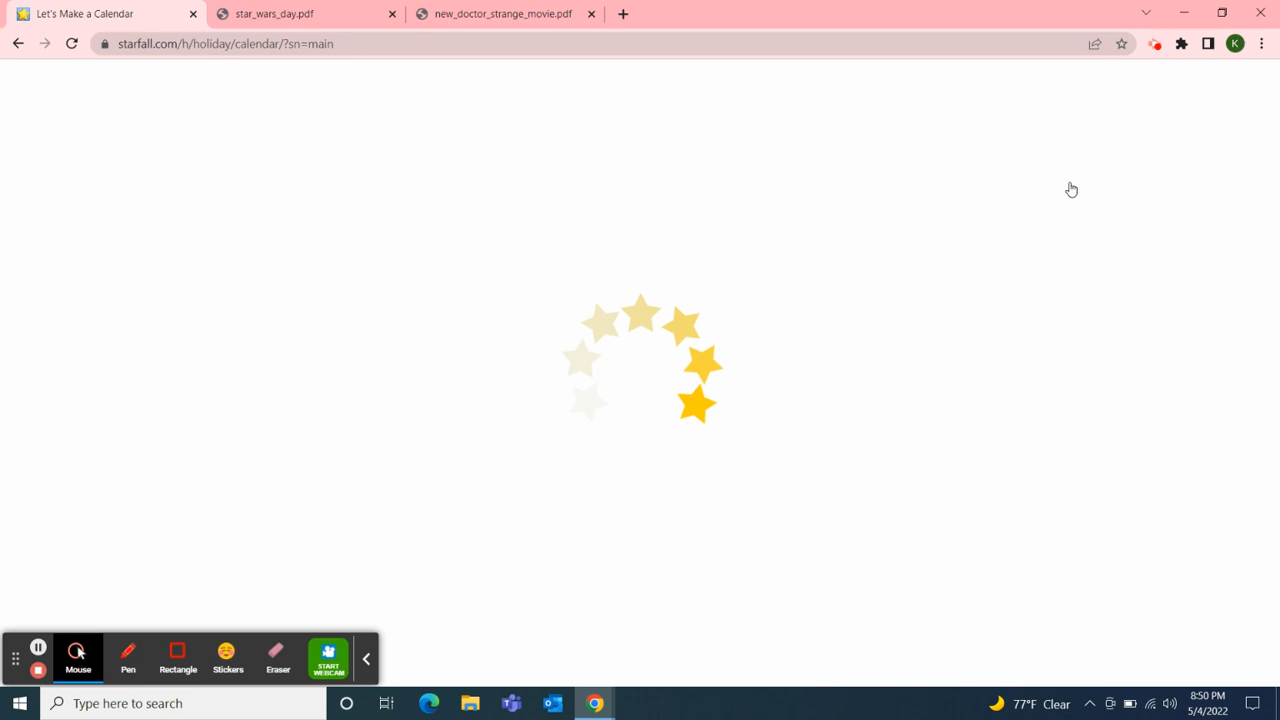 Let's Make a Calendar
star_wars_day.pdf
new_doctor_strange_movie.pdf
starfall.com/h/holiday/calendar/?sn=main
K
Mouse
Pen
Rectangle
Stickers
Eraser
START
WEBCAM
Type here to search
77°F Clear
8:50 PM
5/4/2022